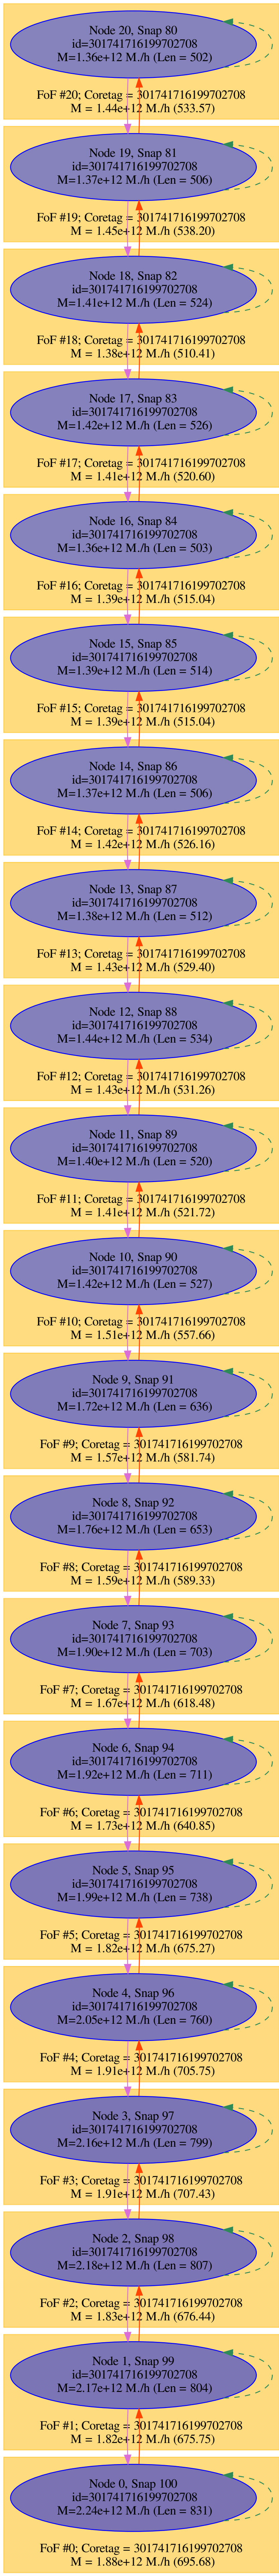 Node 20, Snap 80
id=301741716199702708
M=1.36e+12 M./h (Len = 502)
FoF #20; Coretag = 301741716199702708
M = 1.44e+12 M./h (533.57)
Node 19, Snap 81
id=301741716199702708
M=1.37e+12 M./h (Len = 506)
FoF #19; Coretag = 301741716199702708
M = 1.45e+12 M./h (538.20)
Node 18, Snap 82
id=301741716199702708
M=1.41e+12 M./h (Len = 524)
FoF #18; Coretag = 301741716199702708
M = 1.38e+12 M./h (510.41)
Node 17, Snap 83
id=301741716199702708
M=1.42e+12 M./h (Len = 526)
FoF #17; Coretag = 301741716199702708
M = 1.41e+12 M./h (520.60)
Node 16, Snap 84
id=301741716199702708
M=1.36e+12 M./h (Len = 503)
FoF #16; Coretag = 301741716199702708
M = 1.39e+12 M./h (515.04)
Node 15, Snap 85
id=301741716199702708
M=1.39e+12 M./h (Len = 514)
FoF #15; Coretag = 301741716199702708
M = 1.39e+12 M./h (515.04)
Node 14, Snap 86
id=301741716199702708
M=1.37e+12 M./h (Len = 506)
FoF #14; Coretag = 301741716199702708
M = 1.42e+12 M./h (526.16)
Node 13, Snap 87
id=301741716199702708
M=1.38e+12 M./h (Len = 512)
FoF #13; Coretag = 301741716199702708
M = 1.43e+12 M./h (529.40)
Node 12, Snap 88
id=301741716199702708
M=1.44e+12 M./h (Len = 534)
FoF #12; Coretag = 301741716199702708
M = 1.43e+12 M./h (531.26)
Node 11, Snap 89
id=301741716199702708
M=1.40e+12 M./h (Len = 520)
FoF #11; Coretag = 301741716199702708
M = 1.41e+12 M./h (521.72)
Node 10, Snap 90
id=301741716199702708
M=1.42e+12 M./h (Len = 527)
FoF #10; Coretag = 301741716199702708
M = 1.51e+12 M./h (557.66)
Node 9, Snap 91
id=301741716199702708
M=1.72e+12 M./h (Len = 636)
FoF #9; Coretag = 301741716199702708
M = 1.57e+12 M./h (581.74)
Node 8, Snap 92
id=301741716199702708
M=1.76e+12 M./h (Len = 653)
FoF #8; Coretag = 301741716199702708
M = 1.59e+12 M./h (589.33)
Node 7, Snap 93
id=301741716199702708
M=1.90e+12 M./h (Len = 703)
FoF #7; Coretag = 301741716199702708
M = 1.67e+12 M./h (618.48)
Node 6, Snap 94
id=301741716199702708
M=1.92e+12 M./h (Len = 711)
FoF #6; Coretag = 301741716199702708
M = 1.73e+12 M./h (640.85)
Node 5, Snap 95
id=301741716199702708
M=1.99e+12 M./h (Len = 738)
FoF #5; Coretag = 301741716199702708
M = 1.82e+12 M./h (675.27)
Node 4, Snap 96
id=301741716199702708
M=2.05e+12 M./h (Len = 760)
FoF #4; Coretag = 301741716199702708
M = 1.91e+12 M./h (705.75)
Node 3, Snap 97
id=301741716199702708
M=2.16e+12 M./h (Len = 799)
FoF #3; Coretag = 301741716199702708
M = 1.91e+12 M./h (707.43)
Node 2, Snap 98
id=301741716199702708
M=2.18e+12 M./h (Len = 807)
FoF #2; Coretag = 301741716199702708
M = 1.83e+12 M./h (676.44)
Node 1, Snap 99
id=301741716199702708
M=2.17e+12 M./h (Len = 804)
FoF #1; Coretag = 301741716199702708
M = 1.82e+12 M./h (675.75)
Node 0, Snap 100
id=301741716199702708
M=2.24e+12 M./h (Len = 831)
FoF #0; Coretag = 301741716199702708
M = 1.88e+12 M./h (695.68)